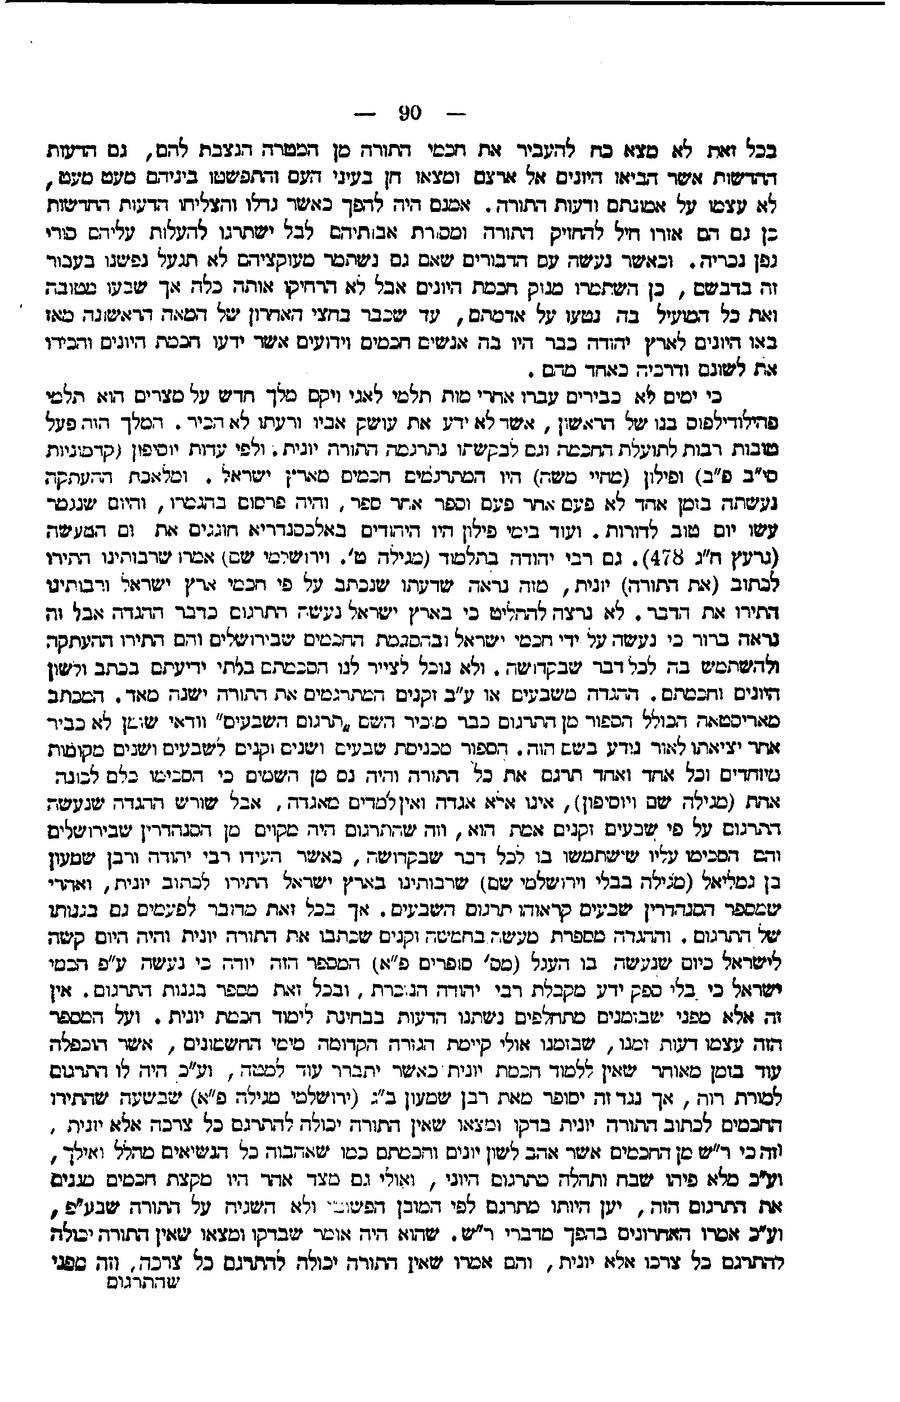 — 90 —
בכל זאת לא מצא כח להעביר את חכמי התורה מן המטרה הנצבת להם, גם הדעות
החדשות אשר הביאו היונים אל ארצם ומצאו חן בעיני העם והתפשטו ביניהם מעט מעט,
לא עצמו על אמונתם ודעות התורה. אמנם היה להפך כאשר גדלו והצליחו הדעות החדשות
כן גם הם אזרו חיל להחזיק התורה ומסורת אבותיהם לבל ישתרגו להעלות עליהם סורי
גפן נכריה. וכאשר נעשה עם הדבורים שאם גם נשתמר מעוקציהם לא תגעל נפשנו בעבור
זה בדבשם, כן השתמרו מנוק חכמת היונים אבל לא הרחיקו אותה כלה אך שבעו מטובה
ואת כל המועיל בה נטעו על אדמתם, עד שכבר בחצי האחרון של המאה הראשונה מאז
באו היונים לארץ יהודה כבר היו בה אנשים חכמים וידועים אשר ידעו חכמת היונים והכירו
את לשונם ודרכיה כאחד מהם.
כי ימים לא כבירים עברו אחרי מות תלמי לאגי ויקם מלך חדש על מצרים הוא תלמי
פהילודילפוס בנו של הראשון, אשר לא ידע את עושק אביו ורעתו לא הכיר. המלך הזה פעל
טובות רבות לתועלת החכמה וגם לבקשתו נתרגמה התורה יונית. ולפי עדות יוסיפון (קדמוניות
סי״ב פ״ב) ופילון (מחיי משה) היו המתרגמים חכמים מארץ ישראל. ומלאכת ההעתקה
נעשתה בזמן אחד לא פעם אחר פעם וספר אחר ספר, והיה פרסום בהגמרו, והיום שנגמר
עשו יום טוב להורות. ועוד בימי פילון היו היהודים באלכסנדריא חוגגים את יום המעשה
(גרעץ ח״ג 478). גם רבי יהודה בתלמוד (מגילה ט׳. וירושלמי שם) אמרו שרבותינו התירו
לכתוב (את התורה) יונית, מזה נראה שדעתו שנכתב על פי חכמי ארץ ישראל ורבותינו
התירו את הדבר. לא נרצה להחליט כי בארץ ישראל נעשה התרגום כדבר ההגדה אבל זה
נראה ברור כי נעשה על ידי חכמי ישראל ובהסכמת החכמים שבירושלים והם התירו ההעתקה
ולהשתמש בה לכל דבר שבקדושה. ולא נוכל לצייר לנו הסכמתם בלתי ידיעתם בכתב ולשון
היונים וחכמתם. ההגדה משבעים או ע״ב זקנים המתרגמים את התורה ישנה מאד. המכתב
מאריסטאה הכולל הספור מן התרגום כבר מזכיר השם „תרגום השבעים״ וודאי שזמן לא כביר
אחר יציאתו לאור נודע בשם הזה. הספור מכניסת שבעים ושנים זקנים לשבעים ושנים מקומות
מיוחדים וכל אחד ואחד תרגם את כל התורה והיה נס מן השמים כי הסכימו כלם לכונה
אחת (מגילה שם ויוסיפון), אינו אלא אגדה ואין למדים מאגדה, אבל שורש ההגדה שנעשה
התרגום על פי שבעים זקנים אמת הוא, וזה שהתרגום היה מקוים מן הסנהדרין שבירושלים
והם הסכימו עליו שישתמשו בו לכל דבר שבקדושה, כאשר העידו רבי יהודה ורבן שמעון
בן גמליאל (מגילה בבלי וירושלמי שם) שרבותינו בארץ ישראל התירו לכתוב יונית, ואחרי
שמספר הסנהדרין שבעים קראוהו תרגום השבעים. אך בכל זאת מדובר לפעמים גם בגנותו
של התרגום. וההגדה מספרת מעשה בחמשה זקנים שכתבו את התורה יונית והיה היום קשה
לישראל כיום שנעשה בו העגל (מס׳ סופרים פ״א) המספר הזה יודה כי נעשה ע״פ חכמי
ישראל כי בלי ספק ידע מקבלת רבי יהודה הנזכרת, ובכל זאת מספר בגנות התרגום. אין
זה אלא מפני שבזמנים מתחלפים נשתנו הדעות בבחינת לימוד חכמת יונית. ועל המספר
הזה עצמו דעות זמנו, שבזמנו אולי קיימת הגזרה הקדומה מימי החשמונים, אשר הוכפלה
עוד בזמן מאוחר שאין ללמוד חכמת יונית כאשר יתברר עוד למטה, וע״כ היה לו התרגום
למורת רוח, אך נגד זה יסופר מאת רבן שמעון ב״ג (ירושלמי מגילה פ״א) שבשעה שהתירו
החכמים לכתוב התורה יונית בדקו ומצאו שאין התורה יכולה להתרגם כל צרכה אלא יונית,
וזה כי ר״ש מן החכמים אשר אהב לשון יונים וחכמתם כמו שאהבוה כל הנשיאים מהלל ואילך,
וע״כ מלא פיהו שבח ותהלה מתרגום היוני, ואולי גם מצד אחר היו מקצת חכמים מגנים
את התרגום הזה, יען היותו מתרגם לפי המובן הפשוטי ולא השגיח על התורה שבע״פ,
וע״כ אמרו האחרונים בהפך מדברי ר״ש. שהוא היה אומר שבדקו ומצאו שאין התורה יכולה
להתרגם כל צרכו אלא יונית, והם אמרו שאין התורה יכולה להתרגם כל צרכה, וזה מפני
שהתרגום